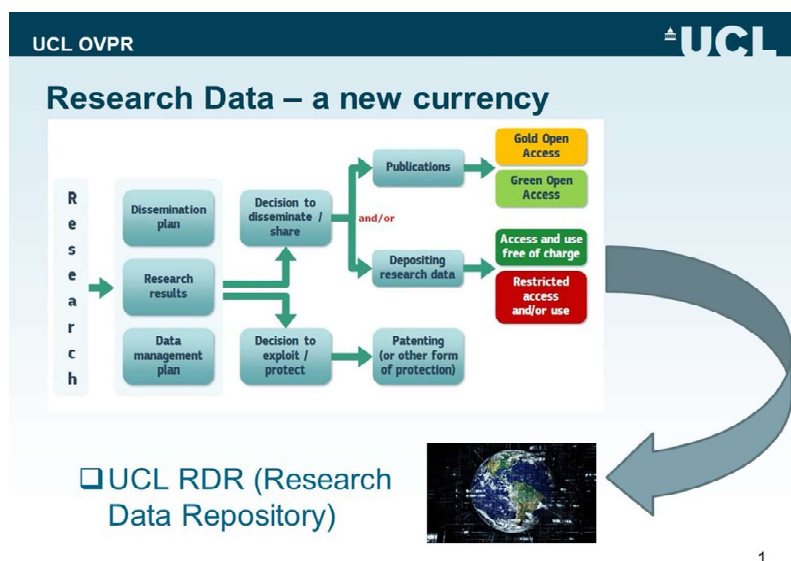 UCL OVPR
UCL
Research Data – a new currency
R
e
s
e
a
r
c
h
Dissemination
plan
Research
results
Data
management
plan
Decision to
disseminate /
share
Decision to
exploit /
protect
and/or
Publications
Depositing
research data
Patenting
(or other form
of protection)
Gold Open
Access
Green Open
Access
Access and use
free of charge
Restricted
access
and/or use
UCL RDR (Research
Data Repository)
1